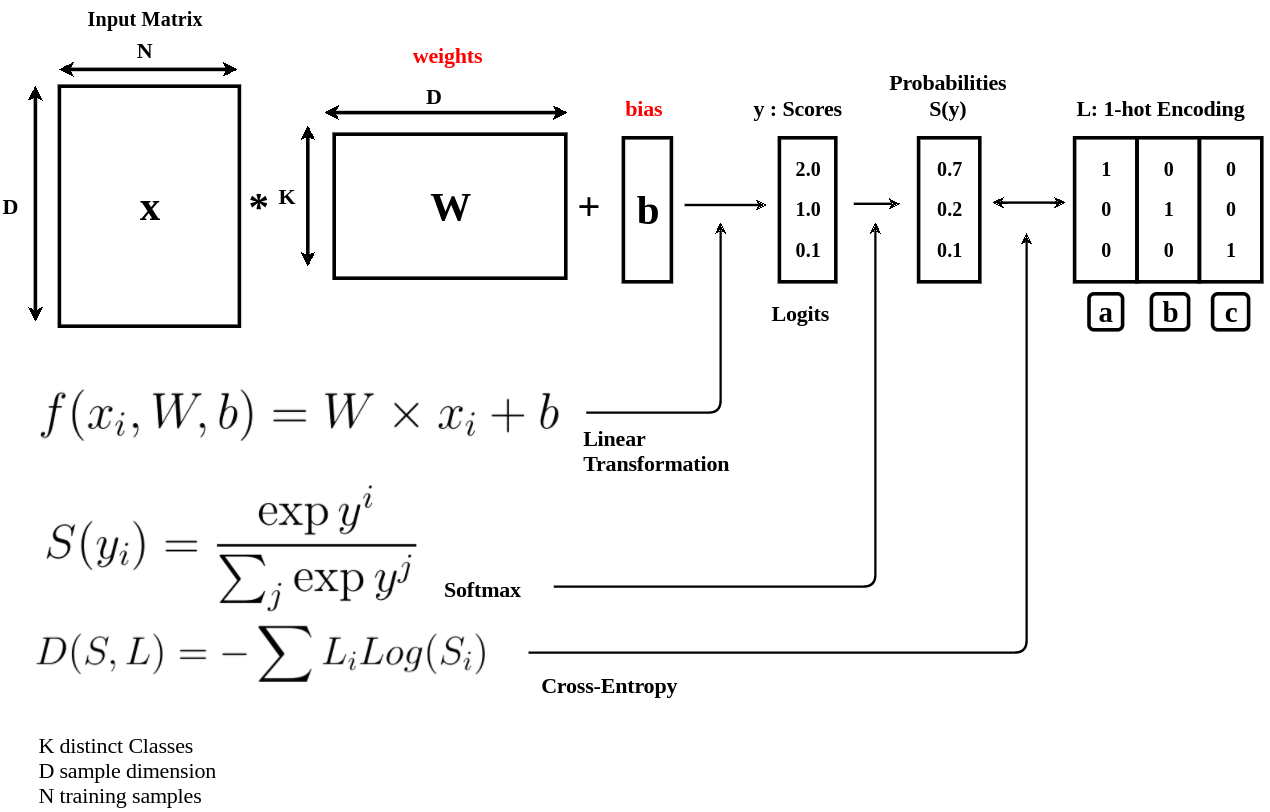 Input Matrix
N
D
x
*
weights
D
K
W
+
bias
b
y : Scores
2.0
1.0
0.1
Logits
Probabilities
S(y)
0.7
0.2
0.1
L: 1-hot Encoding
1 0 0
0 1 0
0 0 1
a b c
f(x_i, W, b) = W × x_i + b
Linear
Transformation
S(y_i) = \frac{exp y^i}{∑_j exp y^j}
Softmax
D(S, L) = − ∑ L_i Log(S_i)
Cross-Entropy
K distinct Classes
D sample dimension
N training samples